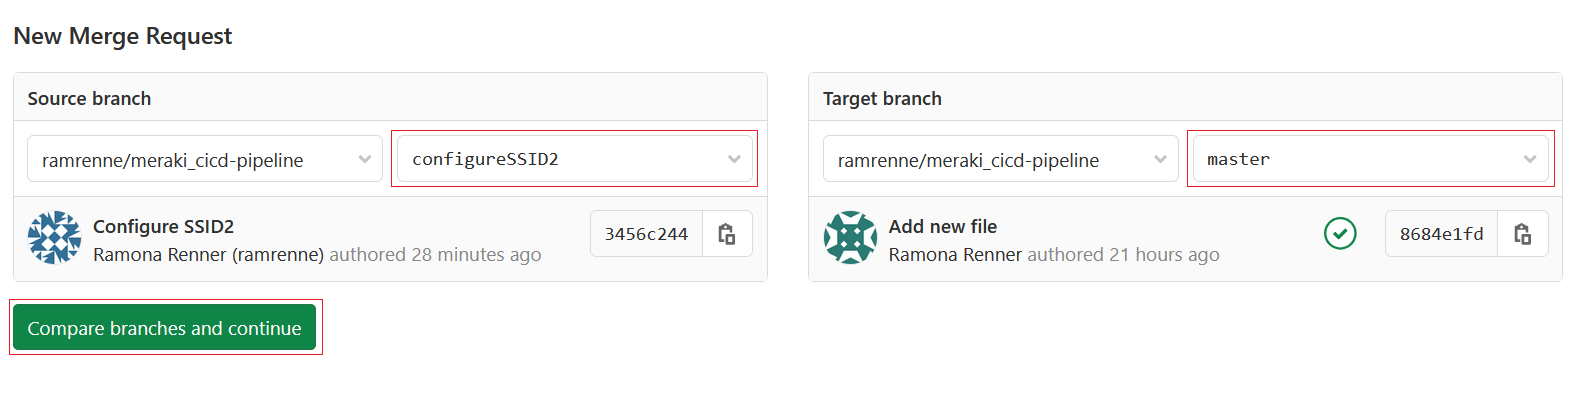 New Merge Request
Source branch
ramrenne/meraki_cicd-pipeline
configureSSID2
Configure SSID2
Ramona Renner (ramrenne) authored 28 minutes ago
3456c244
Target branch
ramrenne/meraki_cicd-pipeline
master
Add new file
Ramona Renner authored 21 hours ago
8684e1fd
Compare branches and continue